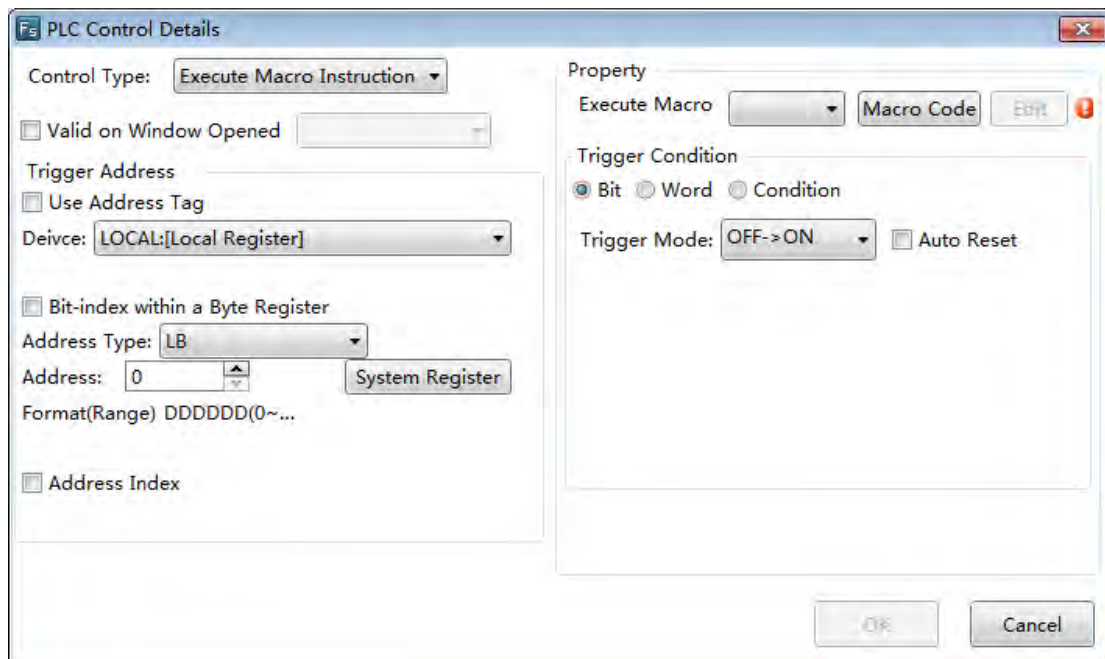 Fs PLC Control Details
Control Type: Execute Macro Instruction
Valid on Window Opened
Trigger Address
Use Address Tag
Deivce: LOCAL:[Local Register]
Bit-index within a Byte Register
Address Type: LB
Address: 0 System Register
Format(Range) DDDDDD(0~...
Address Index
Property
Execute Macro Macro Code Edit
Trigger Condition
Bit Word Condition
Trigger Mode: OFF->ON Auto Reset
OK Cancel